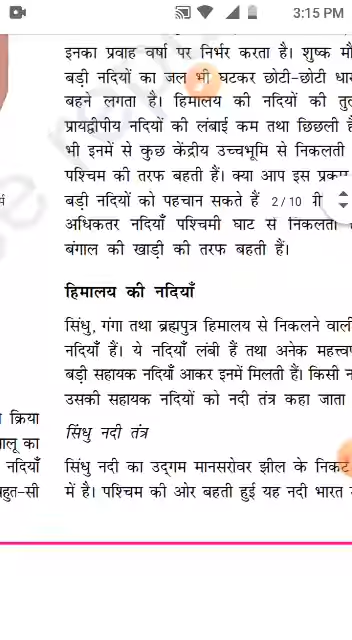 3:15 PM
इनका प्रवाह वर्षा पर निर्भर करता है। शुष्क
बड़ी नदियों का जल भी घटकर छोटी-छोटी
बहने लगता है। हिमालय की नदियों की
प्रायद्वीपीय नदियों की लंबाई कम तथा छिछली
भी इनमें से कुछ केंद्रीय उच्चभूमि से निकलती
पश्चिम की तरफ बहती हैं। क्या आप इस
बड़ी नदियों को पहचान सकते हैं
2/10
अधिकतर नदियाँ पश्चिमी घाट से
बंगाल की खाड़ी की तरफ बहती हैं।
हिमालय की नदियाँ
सिंधु, गंगा तथा ब्रह्मपुत्र हिमालय से निकलने
नदियाँ हैं। ये नदियाँ लंबी हैं तथा अनेक
बड़ी सहायक नदियाँ आकर इनमें मिलती हैं। किसी
उसकी सहायक नदियों को नदी तंत्र कहा जाता
क्रिया
का
नदियाँ
सिंधु नदी तंत्र
सिंधु नदी का उद्गम मानसरोवर झील के निकट
में है। पश्चिम की ओर बहती हुई यह नदी भारत